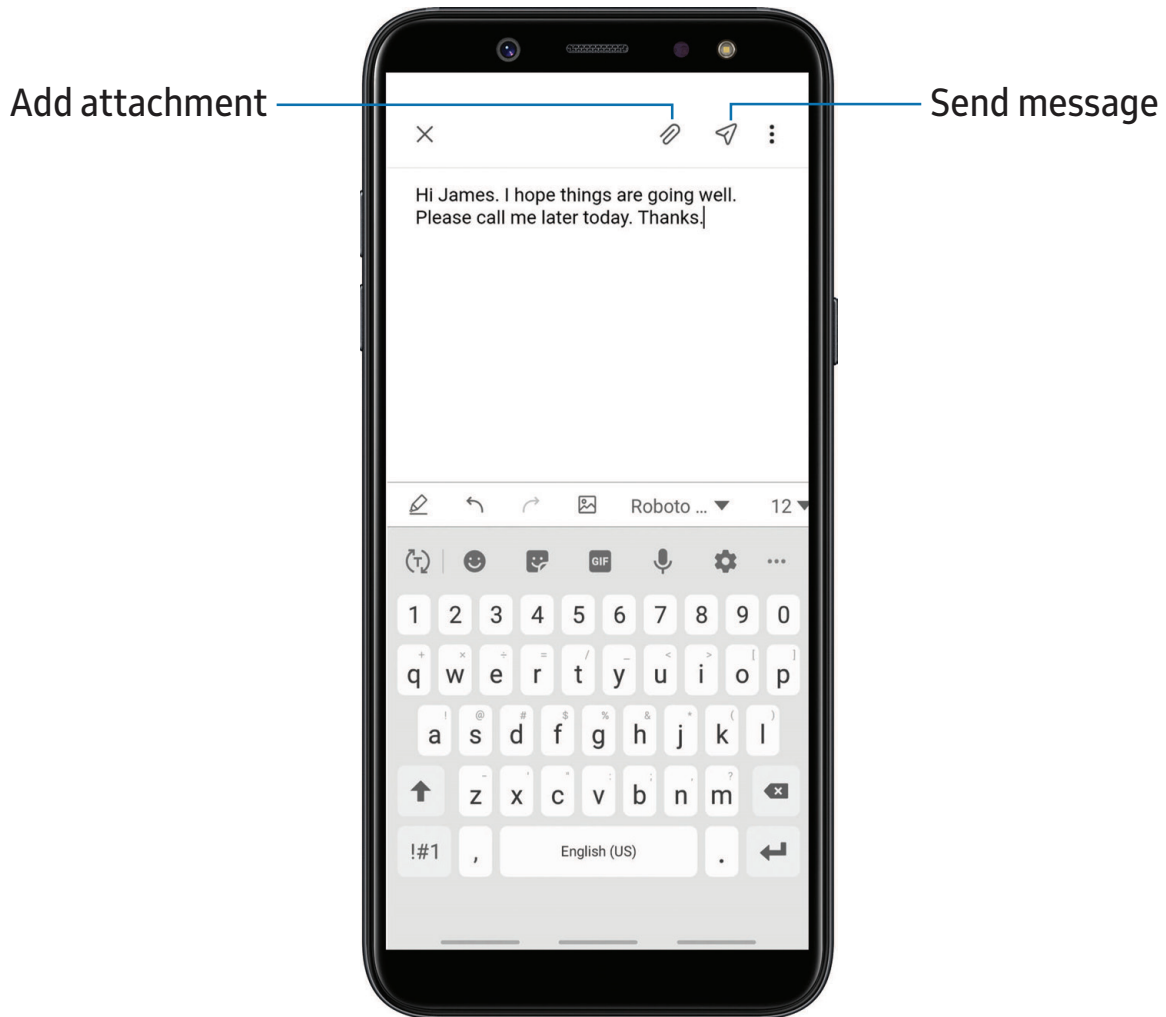 Add attachment
Send message
Hi James. I hope things are going well.
Please call me later today. Thanks.
Roboto ... 12
T
GIF
1 2 3 4 5 6 7 8 9 0
+ × ÷ = / _ < > [ ]
q w e r t y u i o p
! @ # $ % & * ( )
a s d f g h j k l
- ' " : ; , ?
z x c v b n m
!#1 , English (US) .